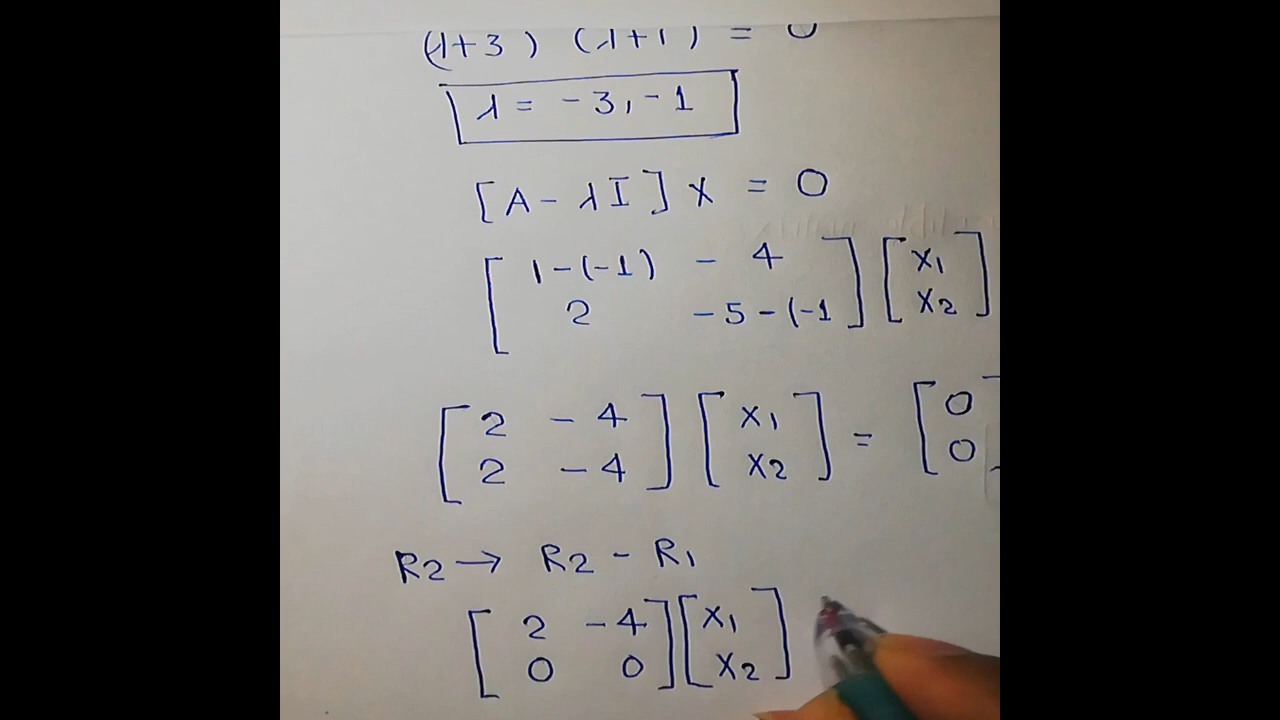 (λ+3) (λ+1) = 0
λ = -3, -1
[A - λI] X = 0
[ 1-(-1) - 4 ] [ x1 ]
[ 2 -5-(-1 ] [ x2 ]
[ 2 -4 ] [ x1 ] = [ 0
[ 2 -4 ] [ x2 ] [ 0
R2 → R2 - R1
[ 2 -4 ] [ x1 ]
[ 0 0 ] [ x2 ]